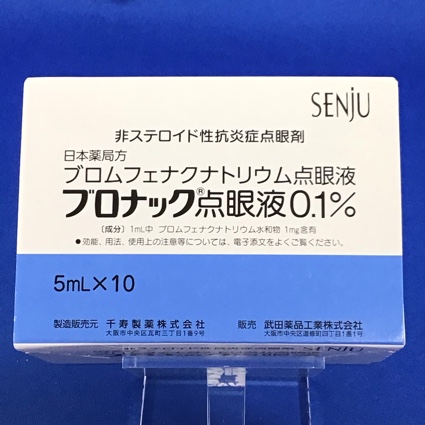 SENJU
非ステロイド性抗炎症点眼剤
日本薬局方
ブロムフェナクナトリウム点眼液
ブロナック®点眼液0.1%
〔成分〕1mL中 ブロムフェナクナトリウム水和物 1mg含有
●効能、用法、使用上の注意等については、電子添文をよくご覧ください。
5mL×10
製造販売元 千寿製薬株式会社 販売 武田薬品工業株式会社
大阪市中央区瓦町三丁目1番9号 大阪市中央区道修町四丁目1番1号